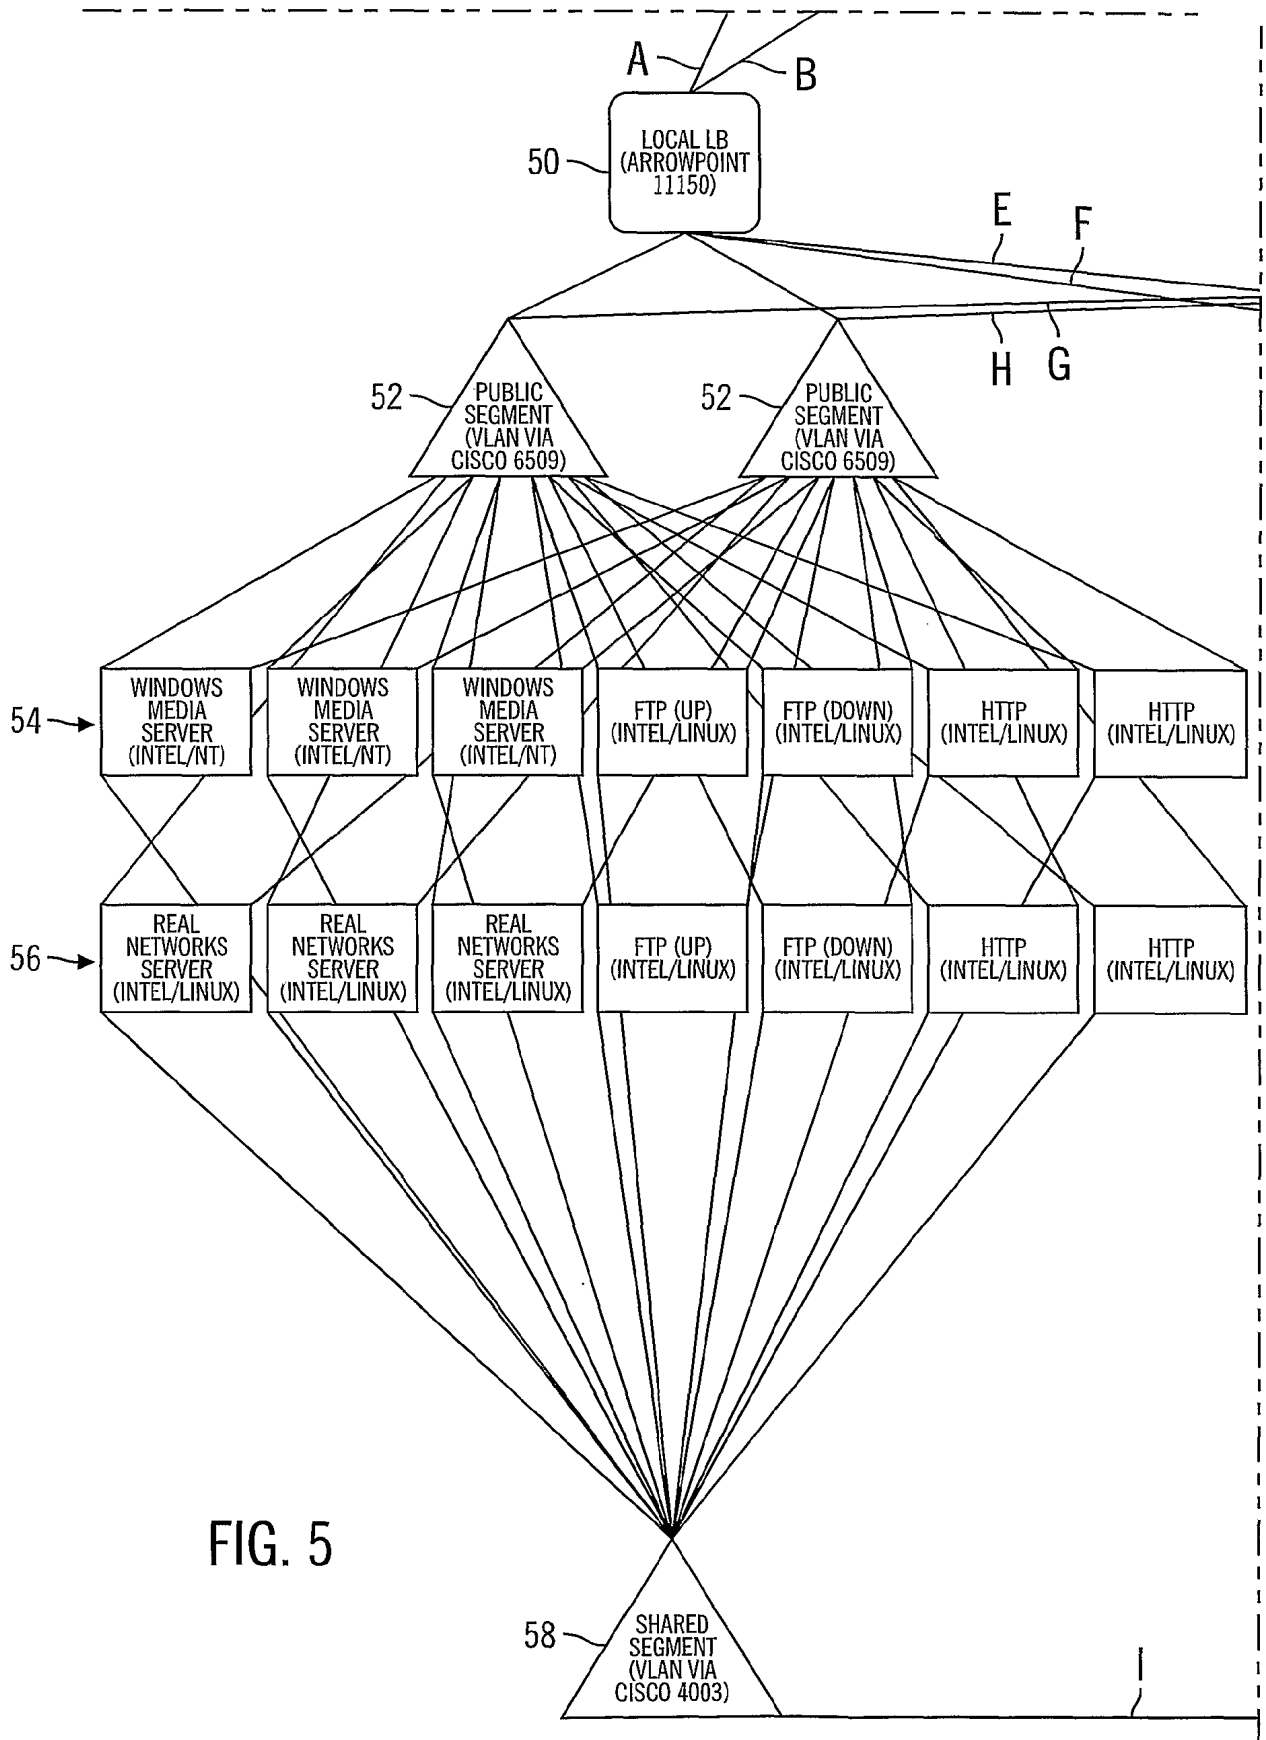 A
B
50
LOCAL LB
(ARROWPOINT
11150)
E
F
H
G
52
PUBLIC
SEGMENT
(VLAN VIA
CISCO 6509)
52
PUBLIC
SEGMENT
(VLAN VIA
CISCO 6509)
54
WINDOWS
MEDIA
SERVER
(INTEL/NT)
WINDOWS
MEDIA
SERVER
(INTEL/NT)
WINDOWS
MEDIA
SERVER
(INTEL/NT)
FTP (UP)
(INTEL/LINUX)
FTP (DOWN)
(INTEL/LINUX)
HTTP
(INTEL/LINUX)
HTTP
(INTEL/LINUX)
56
REAL
NETWORKS
SERVER
(INTEL/LINUX)
REAL
NETWORKS
SERVER
(INTEL/LINUX)
REAL
NETWORKS
SERVER
(INTEL/LINUX)
FTP (UP)
(INTEL/LINUX)
FTP (DOWN)
(INTEL/LINUX)
HTTP
(INTEL/LINUX)
HTTP
(INTEL/LINUX)
FIG. 5
58
SHARED
SEGMENT
(VLAN VIA
CISCO 4003)
I